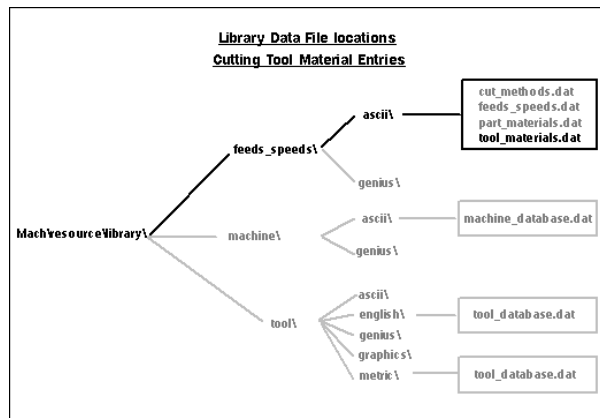 Library Data File locations
Cutting Tool Material Entries
cut_methods.dat
feeds_speeds.dat
part_materials.dat
tool_materials.dat
ascii\
feeds_speeds\
genius\
Mach\resource\library\
machine\
ascii\
machine_database.dat
genius\
tool\
ascii\
english\
tool_database.dat
genius\
graphics\
metric\
tool_database.dat